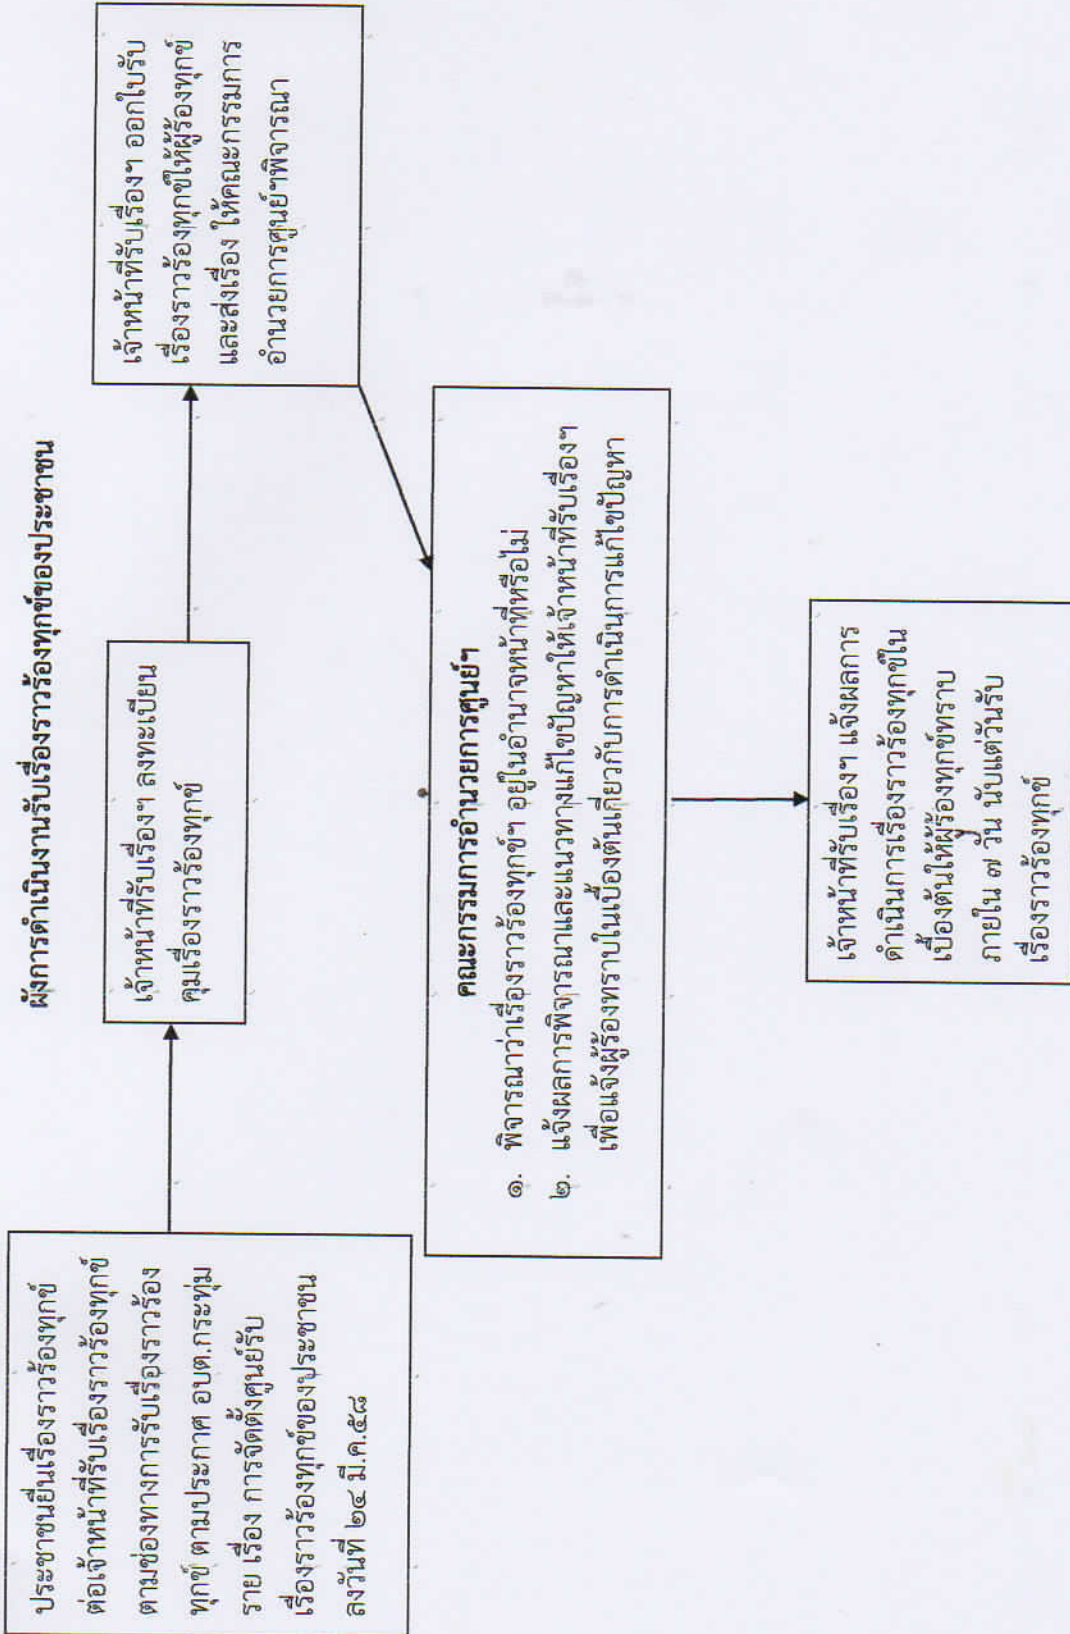 ผังการดำเนินงานรับเรื่องราวร้องทุกข์ของประชาชน
ประชาชนยื่นเรื่องราวร้องทุกข์
ต่อเจ้าหน้าที่รับเรื่องราวร้องทุกข์
ตามช่องทางการรับเรื่องราวร้อง
ทุกข์ ตามประกาศ อบต.กระทุ่ม
ราย เรื่อง การจัดตั้งศูนย์รับ
เรื่องราวร้องทุกข์ของประชาชน
ลงวันที่ ๒๔ มี.ค.๕๘
เจ้าหน้าที่รับเรื่องฯ ลงทะเบียน
คุมเรื่องราวร้องทุกข์
เจ้าหน้าที่รับเรื่องฯ ออกใบรับ
เรื่องราวร้องทุกข์ให้ผู้ร้องทุกข์
และส่งเรื่อง ให้คณะกรรมการ
อำนวยการศูนย์ฯพิจารณา
คณะกรรมการอำนวยการศูนย์ฯ
๑. พิจารณาว่าเรื่องราวร้องทุกข์ฯ อยู่ในอำนาจหน้าที่หรือไม่
๒. แจ้งผลการพิจารณาและแนวทางแก้ไขปัญหาให้เจ้าหน้าที่รับเรื่องฯ
เพื่อแจ้งผู้ร้องทราบในเบื้องต้นเกี่ยวกับการดำเนินการแก้ไขปัญหา
เจ้าหน้าที่รับเรื่องฯ แจ้งผลการ
ดำเนินการเรื่องราวร้องทุกข์ใน
เบื้องต้นให้ผู้ร้องทุกข์ทราบ
ภายใน ๗ วัน นับแต่วันรับ
เรื่องราวร้องทุกข์